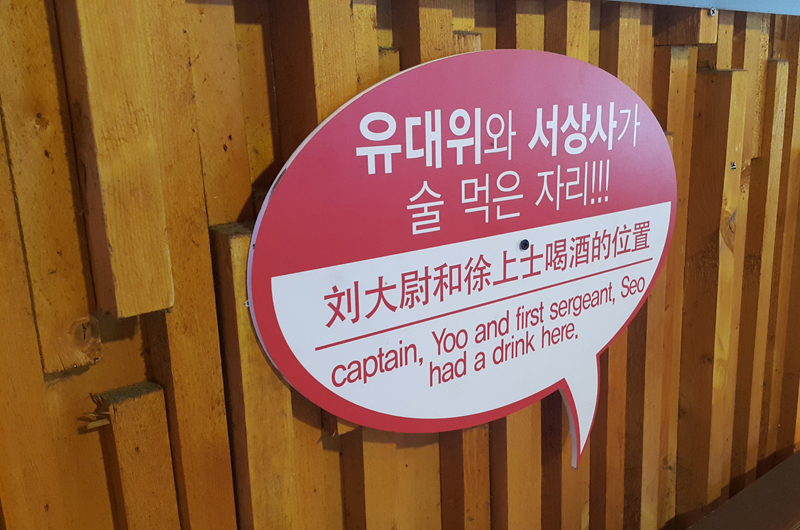 유대위와 서상사가
술 먹은 자리!!!
刘大尉和徐上士喝酒的位置
captain, Yoo and first sergeant, Seo
had a drink here.